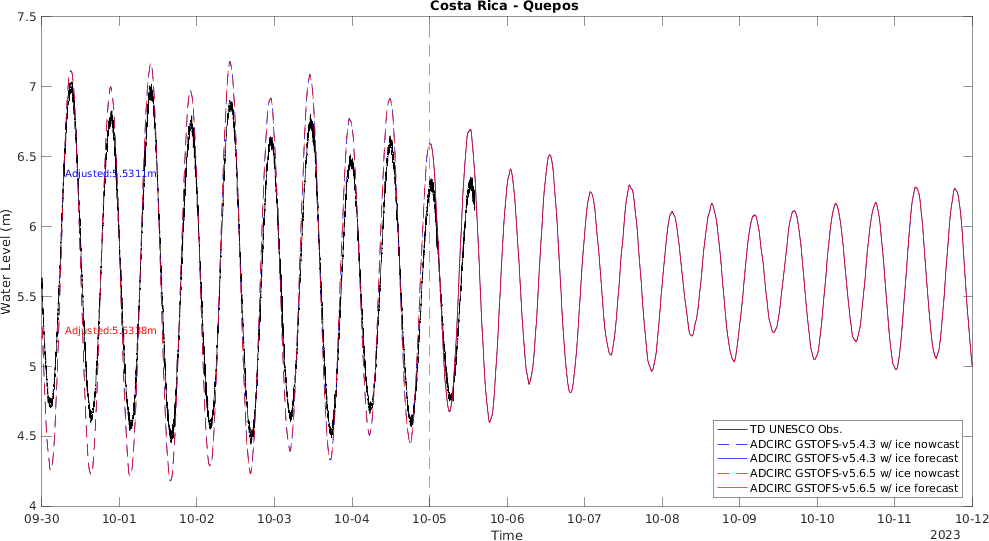 Costa Rica - Quepos
7.5
7
6.5
6
5.5
5
4.5
4
Water Level (m)
Adjusted:5.5311m
Adjusted:5.6338m
TD UNESCO Obs.
ADCIRC GSTOFS-v5.4.3 w/ ice nowcast
ADCIRC GSTOFS-v5.4.3 w/ ice forecast
ADCIRC GSTOFS-v5.6.5 w/ ice nowcast
ADCIRC GSTOFS-v5.6.5 w/ ice forecast
09-30 10-01 10-02 10-03 10-04 10-05 10-06 10-07 10-08 10-09 10-10 10-11 10-12
Time
2023